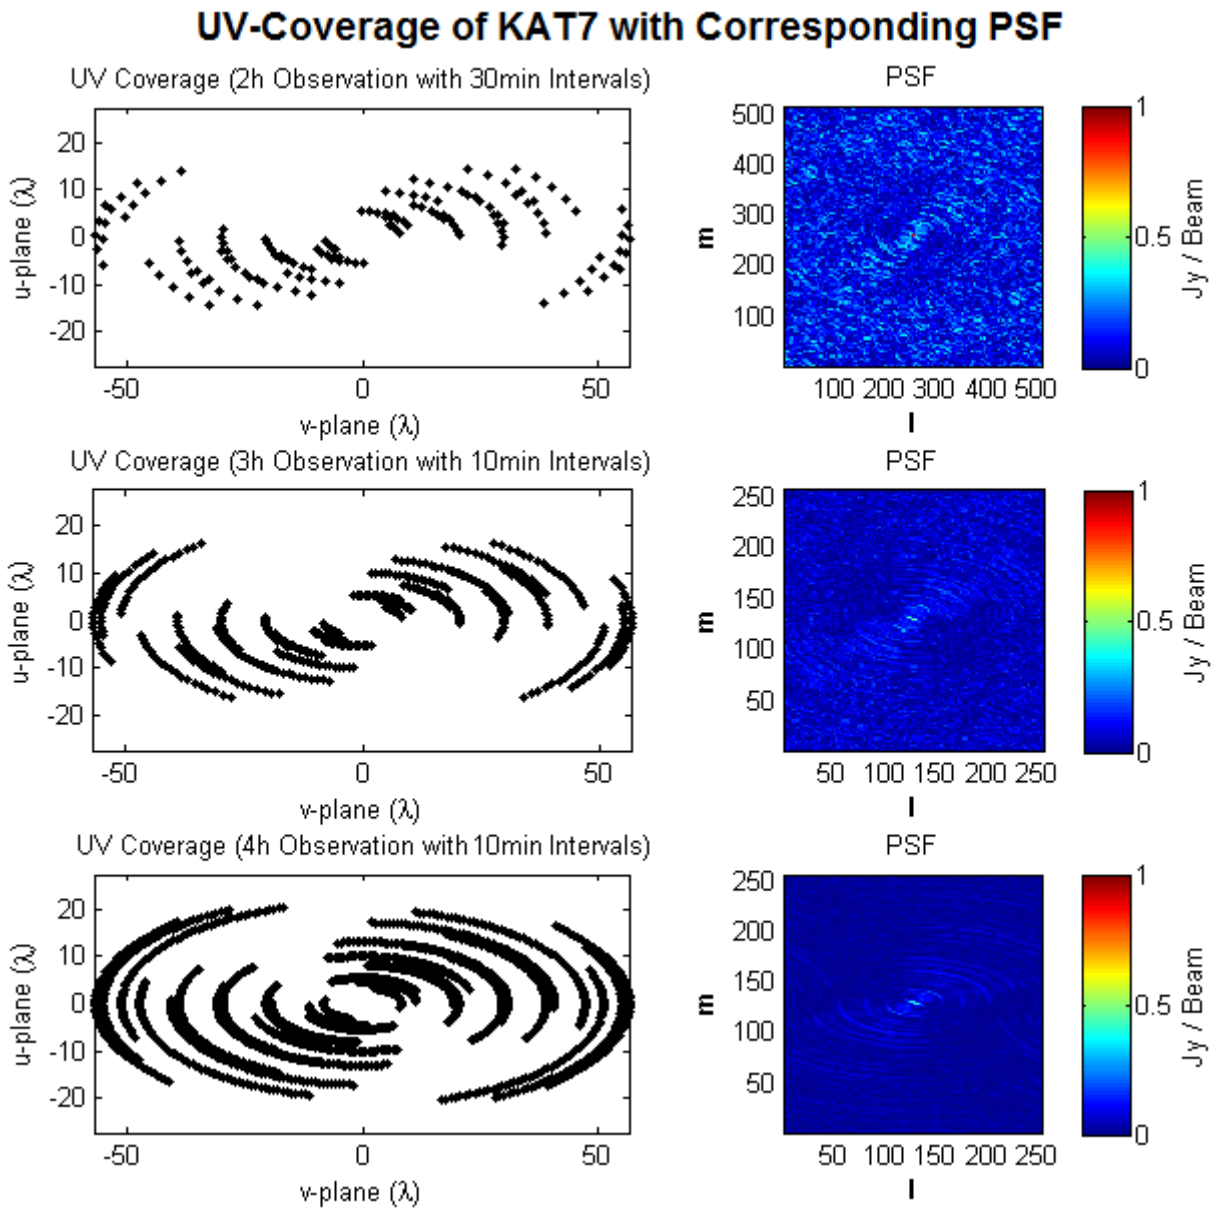 UV-Coverage of KAT7 with Corresponding PSF
UV Coverage (2h Observation with 30min Intervals)
20
10
0
-10
-20
u-plane (λ)
-50 0 50
v-plane (λ)
PSF
500
400
300
200
100
m
100 200 300 400 500
l
1
0.5
0
Jy / Beam
UV Coverage (3h Observation with 10min Intervals)
20
10
0
-10
-20
u-plane (λ)
-50 0 50
v-plane (λ)
PSF
250
200
150
100
50
m
50 100 150 200 250
l
1
0.5
0
Jy / Beam
UV Coverage (4h Observation with 10min Intervals)
20
10
0
-10
-20
u-plane (λ)
-50 0 50
v-plane (λ)
PSF
250
200
150
100
50
m
50 100 150 200 250
l
1
0.5
0
Jy / Beam